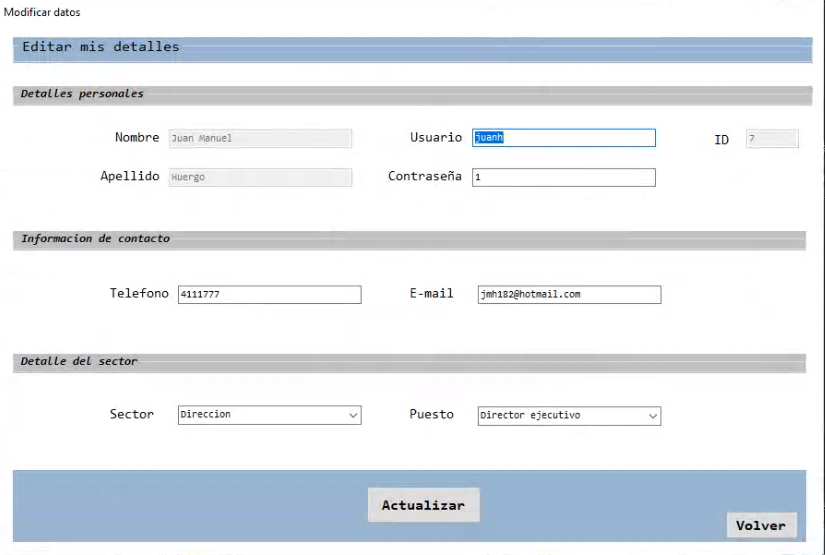 Modificar datos
Editar mis detalles
Detalles personales
Nombre Juan Manuel Usuario juanh ID 7
Apellido Huergo Contraseña 1
Informacion de contacto
Telefono 4111777 E-mail jmh182@hotmail.com
Detalle del sector
Sector Direccion Puesto Director ejecutivo
Actualizar
Volver